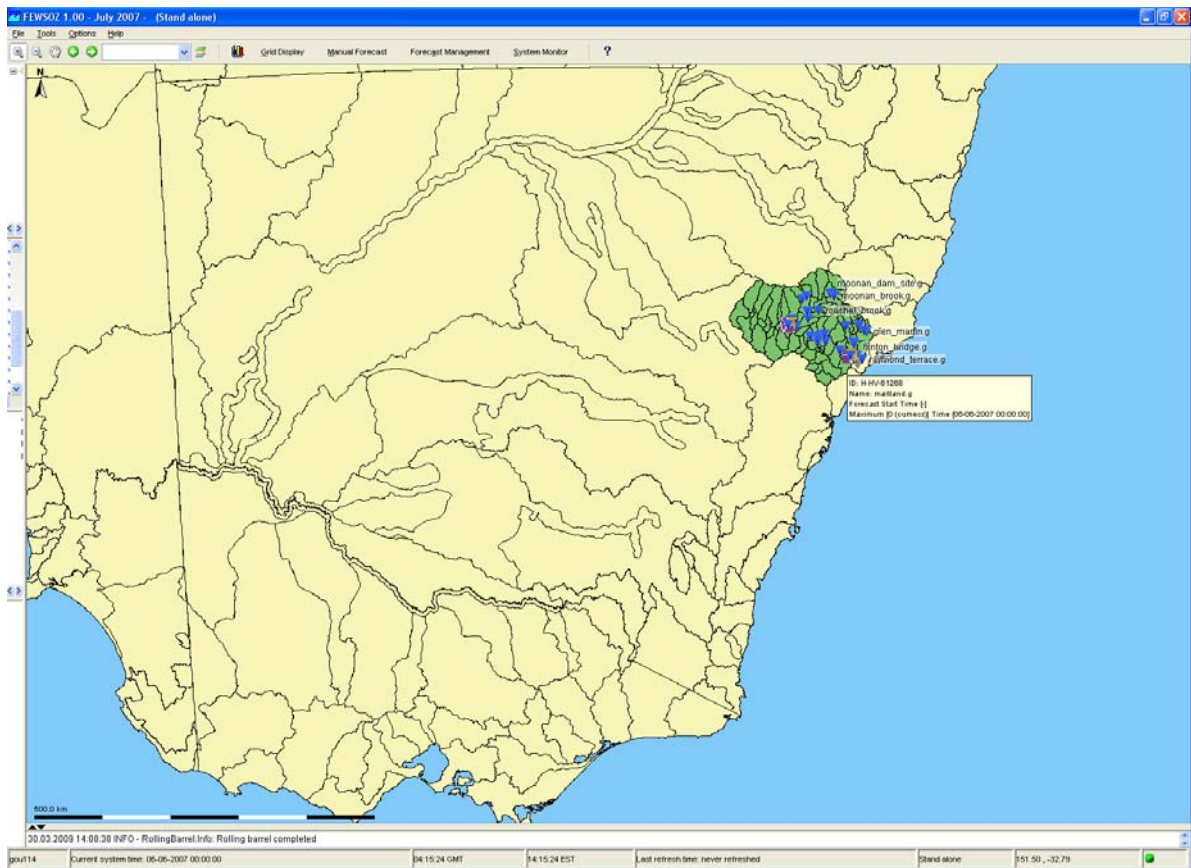 FEWSOZ 1.00 - July 2007 - (Stand alone)
File Tools Options Help
Grid Display Manual Forecast Forecast Management System Monitor ?
N
moonan_dam_site.g
moonan_brook.g
glen_martin.g
ID: H-HV-61268
Name: maitland.g
Forecast Start Time [-]
Maximum [0 (cumecs)] Time [06-06-2007 00:00:00]
500.0 km
30.03.2009 14:08:38 INFO - RollingBarrel.Info: Rolling barrel completed
gout14 Current system time: 06-06-2007 00:00:00 04:15:24 GMT 14:15:24 EST Last refresh time: never refreshed Stand alone 151.50 , -32.79